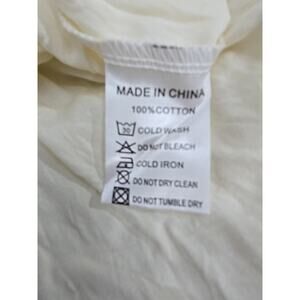 MADE IN CHINA
100%COTTON
30 COLD WASH
DO NOT BLEACH
COLD IRON
DO NOT DRY CLEAN
DO NOT TUMBLE DRY